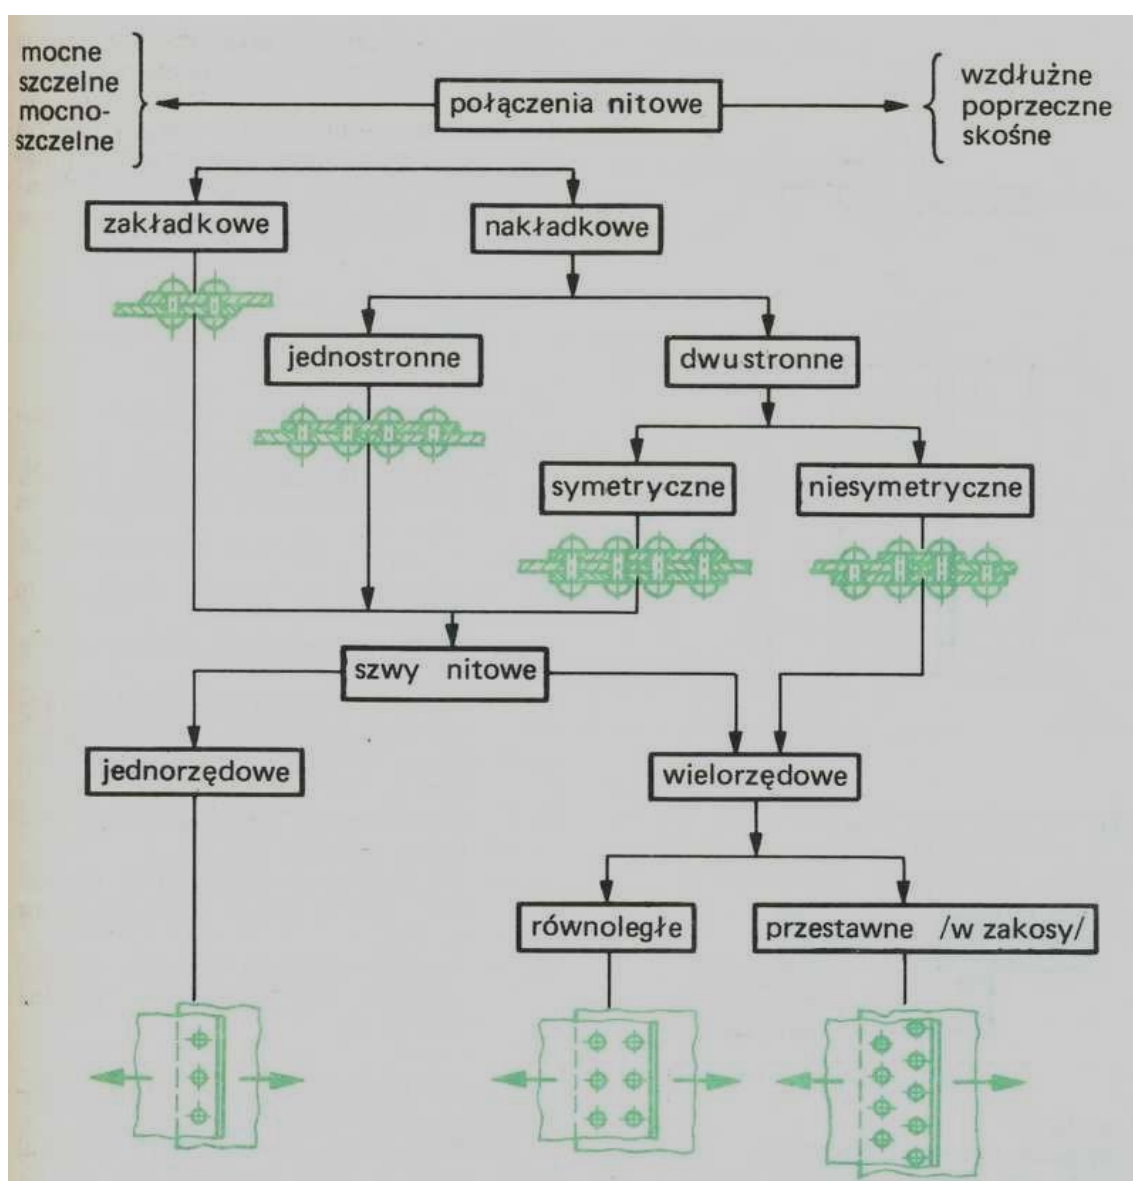 mocne
szczelne
mocno-
szczelne
połączenia nitowe
wzdłużne
poprzeczne
skośne
zakładkowe
nakładkowe
jednostronne
dwustronne
symetryczne
niesymetryczne
szwy nitowe
jednorzędowe
wielorzędowe
równoległe
przestawne /w zakosy/